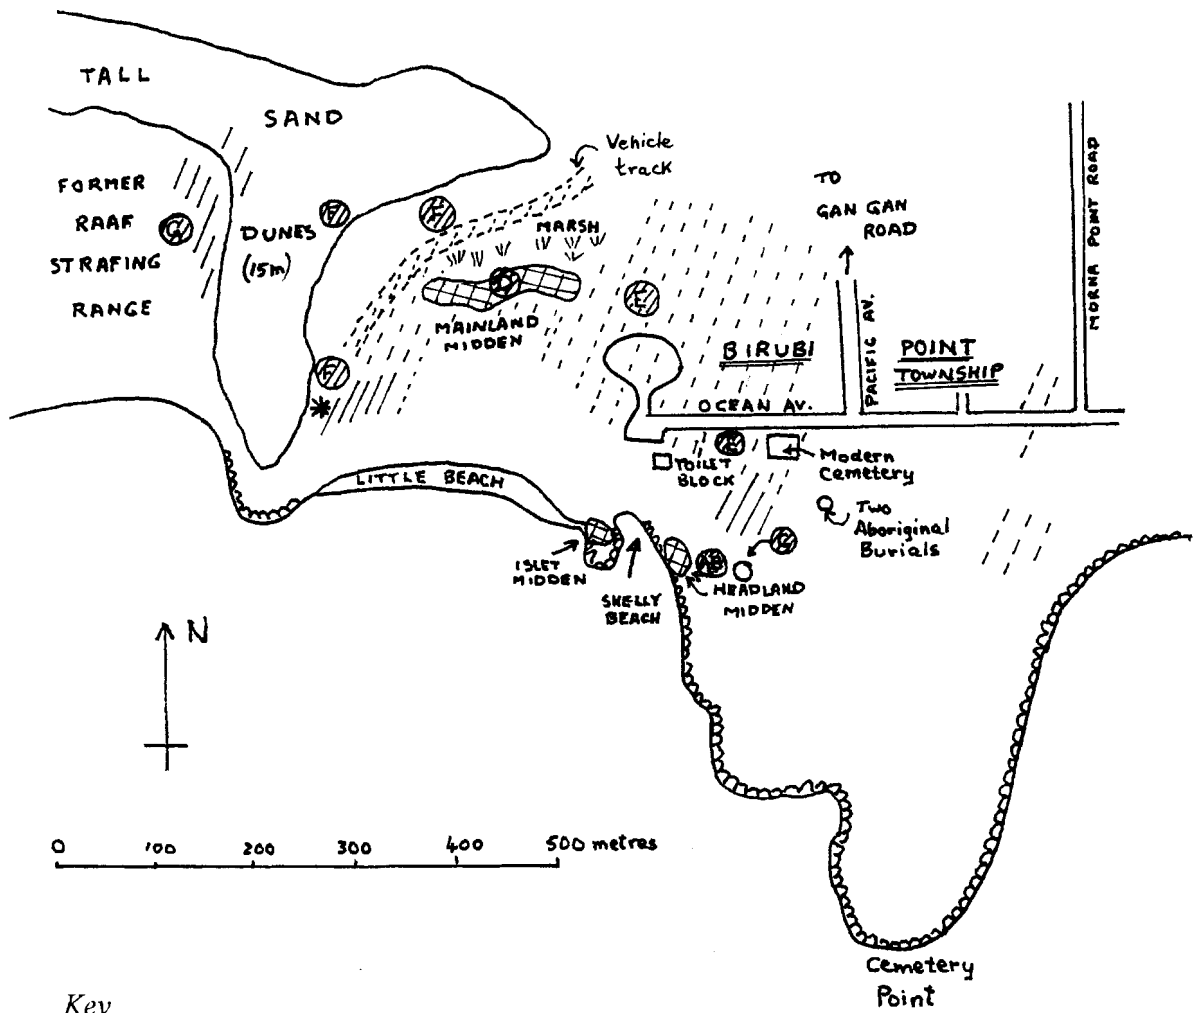 TALL
SAND
DUNES
(15m)
FORMER
RAAF
STRAFING
RANGE
G
F
F
F
Vehicle
track
MARSH
D
MAINLAND
MIDDEN
E
TO
GAN GAN
ROAD
MORNA POINT ROAD
PACIFIC AV.
BIRUBI
POINT
TOWNSHIP
OCEAN AV.
TOILET
BLOCK
Modern
Cemetery
TWO
Aboriginal
Burials
LITTLE BEACH
ISLET
MIDDEN
SHELLY
BEACH
HEADLAND
MIDDEN
N
0 100 200 300 400 500 metres
Cemetery
Point
Key